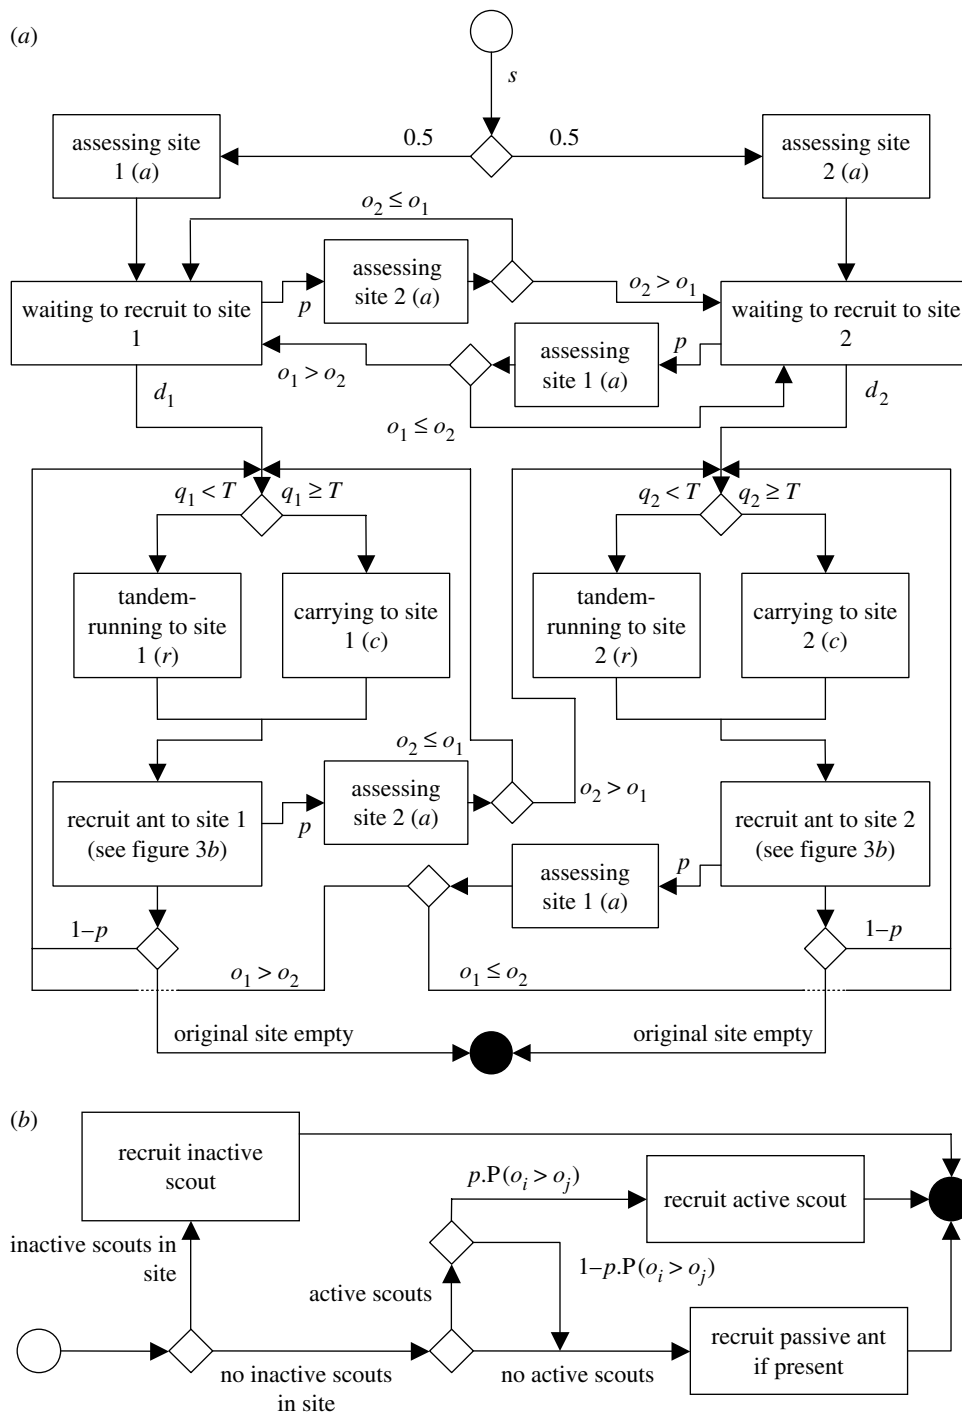 (a)
s
0.5 0.5
assessing site
1 (a)
assessing site
2 (a)
o2 ≤ o1
assessing
site 2 (a)
p
o2 > o1
waiting to recruit to site
1
waiting to recruit to site
2
assessing
site 1 (a)
p
o1 > o2
o1 ≤ o2
d1
d2
q1 < T q1 ≥ T
q2 < T q2 ≥ T
tandem-
running to site
1 (r)
carrying to site
1 (c)
tandem-
running to site
2 (r)
carrying to site
2 (c)
o2 ≤ o1
assessing
site 2 (a)
p
o2 > o1
recruit ant to site 1
(see figure 3b)
recruit ant to site 2
(see figure 3b)
p
assessing
site 1 (a)
1–p
1–p
o1 > o2
o1 ≤ o2
original site empty
original site empty
(b)
recruit inactive
scout
p.P(oi > oj)
recruit active scout
inactive scouts in
site
1–p.P(oi > oj)
active scouts
no inactive scouts
in site
no active scouts
recruit passive ant
if present